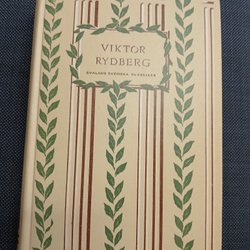 VIKTOR
RYDBERG
SVALANS SVENSKA KLASSIKER